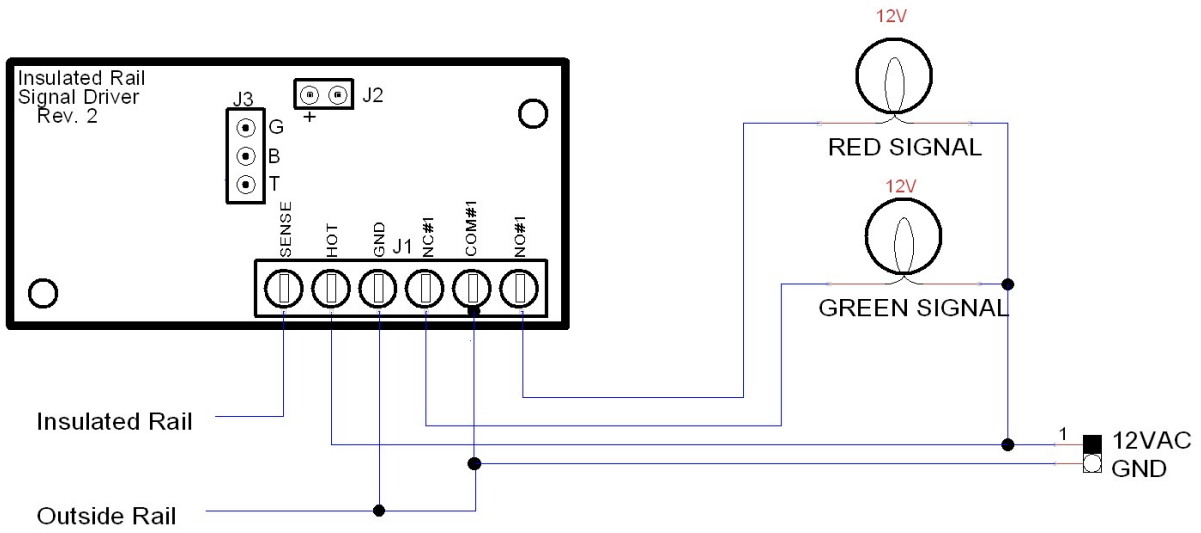 12V
Insulated Rail
Signal Driver
Rev. 2
J3
J2
+
G
B
T
RED SIGNAL
12V
SENSE
HOT
GND
J1
NC#1
COM#1
NO#1
GREEN SIGNAL
Insulated Rail
1
12VAC
GND
Outside Rail